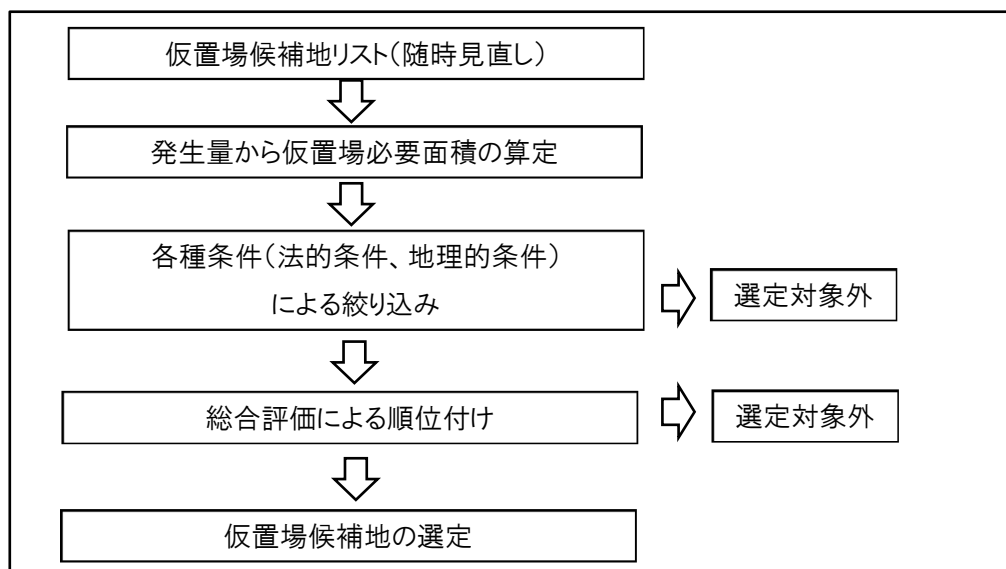 仮置場候補地リスト（随時見直し）
発生量から仮置場必要面積の算定
各種条件（法的条件、地理的条件）
による絞り込み
選定対象外
総合評価による順位付け
選定対象外
仮置場候補地の選定